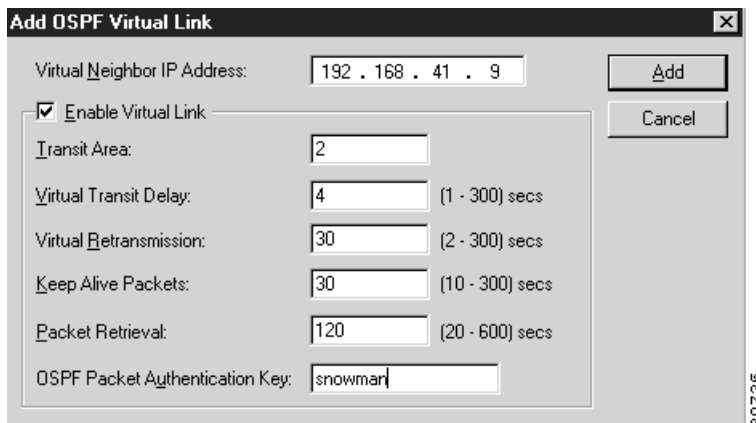 Add OSPF Virtual Link
Virtual Neighbor IP Address: 192 . 168 . 41 . 9
Add
Enable Virtual Link
Cancel
Transit Area: 2
Virtual Transit Delay: 4 (1 - 300) secs
Virtual Retransmission: 30 (2 - 300) secs
Keep Alive Packets: 30 (10 - 300) secs
Packet Retrieval: 120 (20 - 600) secs
OSPF Packet Authentication Key: snowman